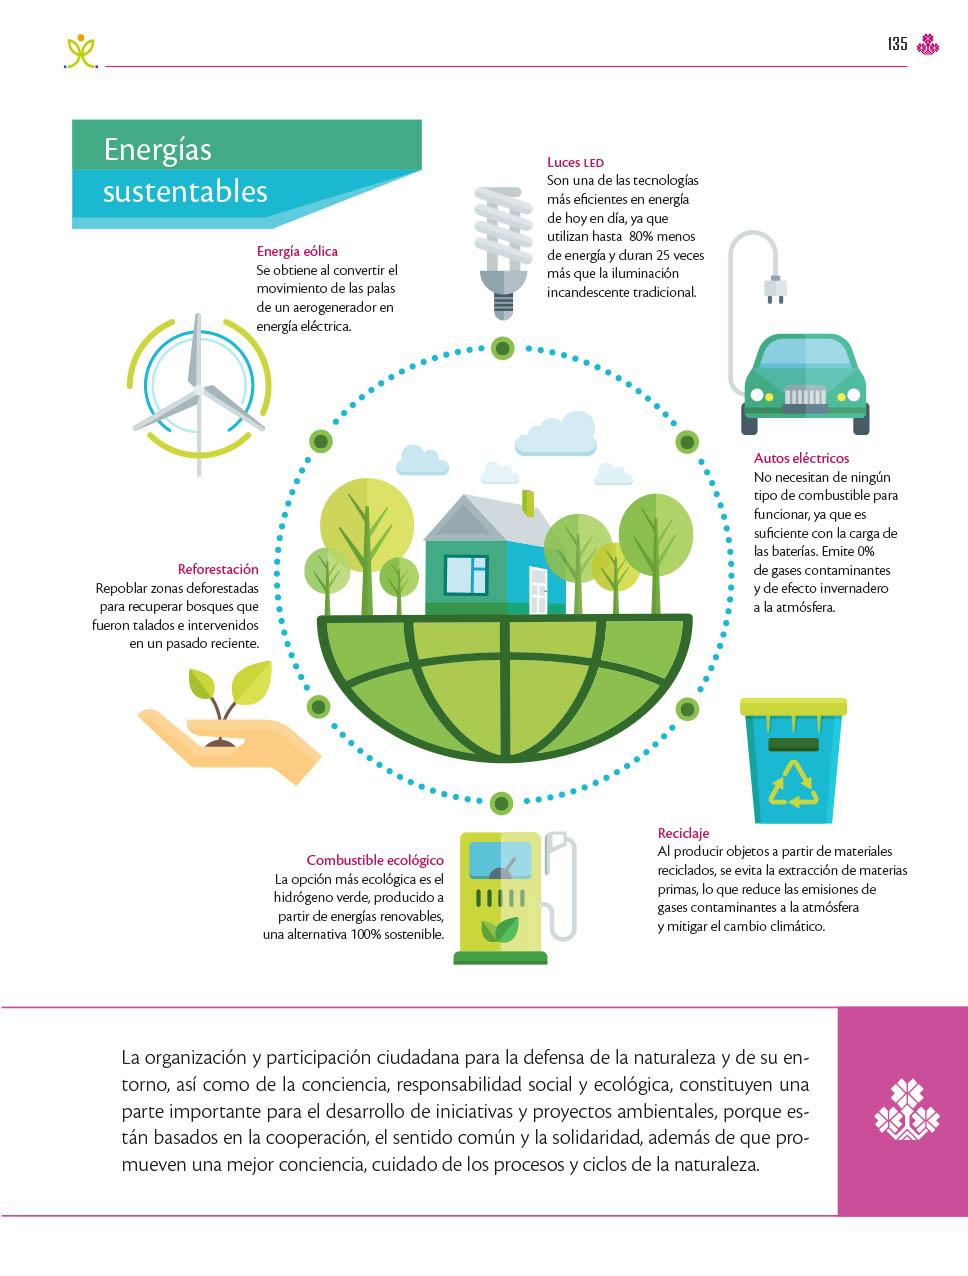 135
Energías
sustentables
Luces LED
Son una de las tecnologías
más eficientes en energía
de hoy en día, ya que
utilizan hasta 80% menos
de energía y duran 25 veces
más que la iluminación
incandescente tradicional.
Energía eólica
Se obtiene al convertir el
movimiento de las palas
de un aerogenerador en
energía eléctrica.
Autos eléctricos
No necesitan de ningún
tipo de combustible para
funcionar, ya que es
suficiente con la carga de
las baterías. Emite 0%
de gases contaminantes
y de efecto invernadero
a la atmósfera.
Reforestación
Repoblar zonas deforestadas
para recuperar bosques que
fueron talados e intervenidos
en un pasado reciente.
Reciclaje
Al producir objetos a partir de materiales
reciclados, se evita la extracción de materias
primas, lo que reduce las emisiones de
gases contaminantes a la atmósfera
y mitigar el cambio climático.
Combustible ecológico
La opción más ecológica es el
hidrógeno verde, producido a
partir de energías renovables,
una alternativa 100% sostenible.
La organización y participación ciudadana para la defensa de la naturaleza y de su en-
torno, así como de la conciencia, responsabilidad social y ecológica, constituyen una
parte importante para el desarrollo de iniciativas y proyectos ambientales, porque es-
tán basados en la cooperación, el sentido común y la solidaridad, además de que pro-
mueven una mejor conciencia, cuidado de los procesos y ciclos de la naturaleza.